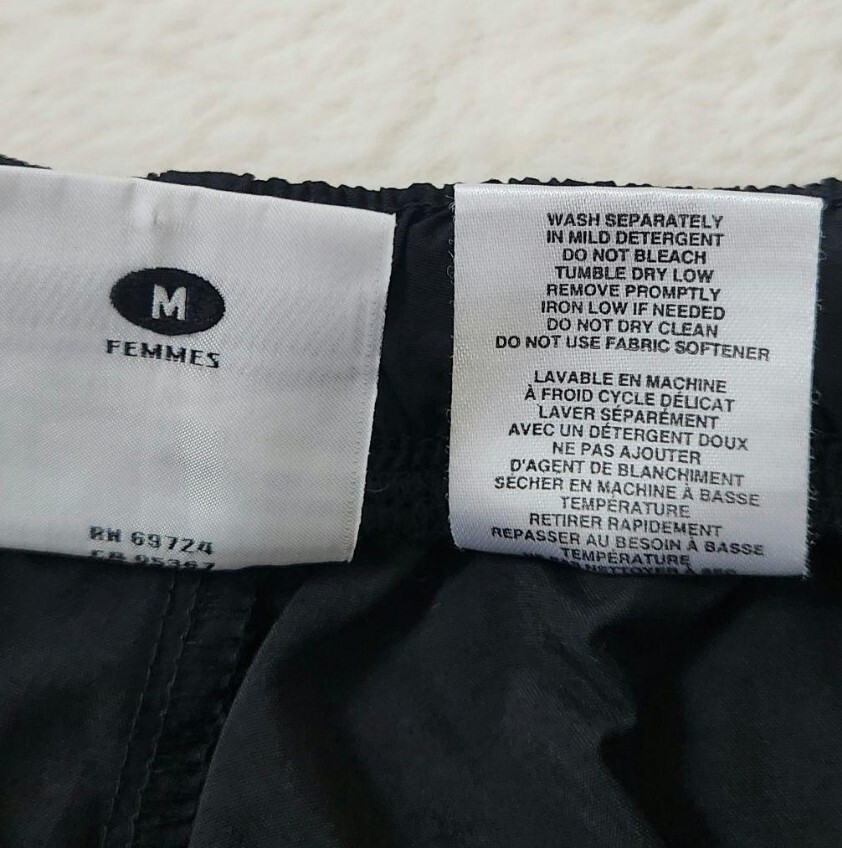 M
FEMMES
RN 69724
WASH SEPARATELY
IN MILD DETERGENT
DO NOT BLEACH
TUMBLE DRY LOW
REMOVE PROMPTLY
IRON LOW IF NEEDED
DO NOT DRY CLEAN
DO NOT USE FABRIC SOFTENER
LAVABLE EN MACHINE
À FROID CYCLE DÉLICAT
LAVER SÉPARÉMENT
AVEC UN DÉTERGENT DOUX
NE PAS AJOUTER
D'AGENT DE BLANCHIMENT
SÉCHER EN MACHINE À BASSE
TEMPÉRATURE
RETIRER RAPIDEMENT
REPASSER AU BESOIN À BASSE
TEMPÉRATURE